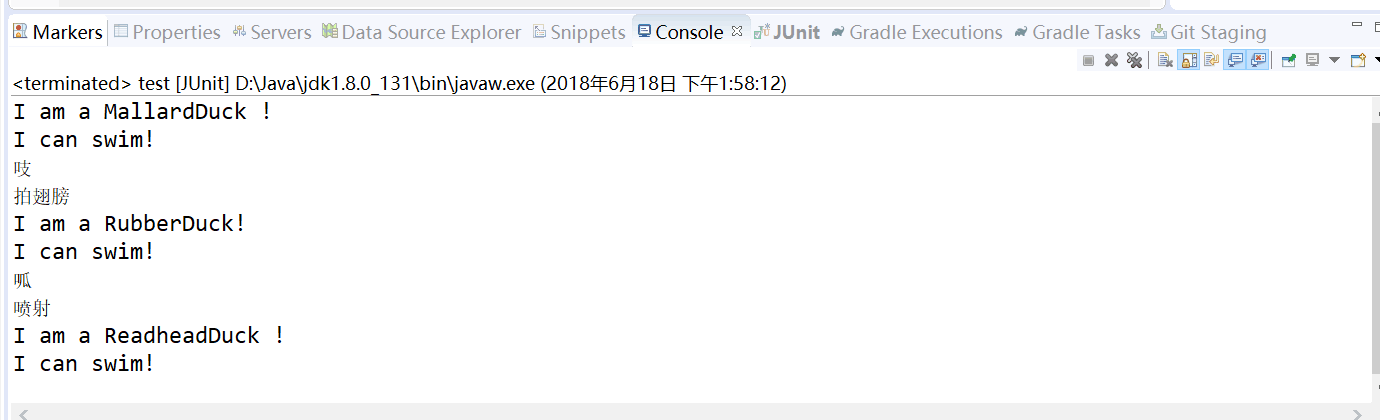 Markers Properties Servers Data Source Explorer Snippets Console JUnit Gradle Executions Gradle Tasks Git Staging
<terminated> test [JUnit] D:\Java\jdk1.8.0_131\bin\javaw.exe (2018年6月18日 下午1:58:12)
I am a MallardDuck !
I can swim!
吱
拍翅膀
I am a RubberDuck!
I can swim!
呱
喷射
I am a ReadheadDuck !
I can swim!